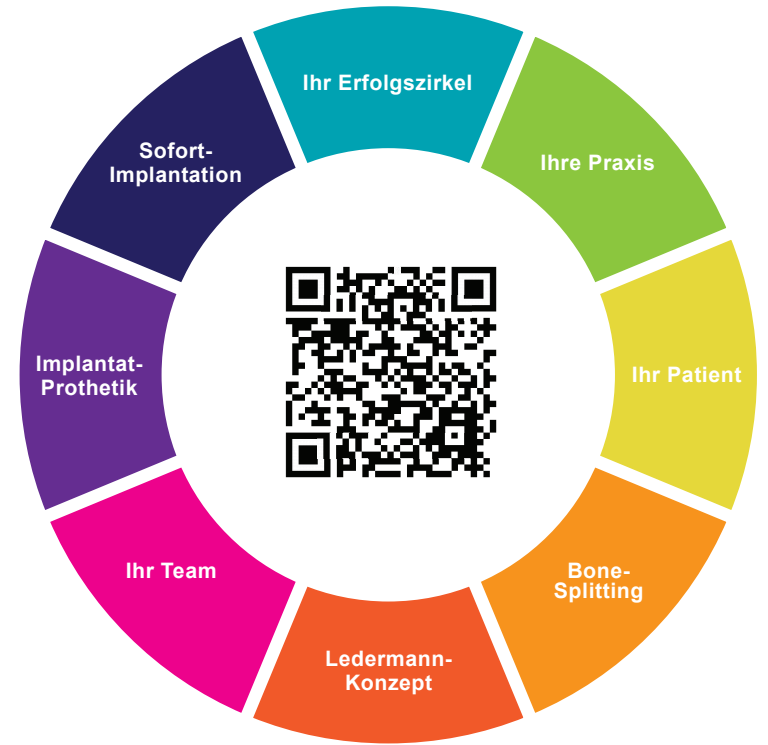 Ihr Erfolgszirkel
Ihre Praxis
Ihr Patient
Bone-
Splitting
Ledermann-
Konzept
Ihr Team
Implantat-
Prothetik
Sofort-
Implantation